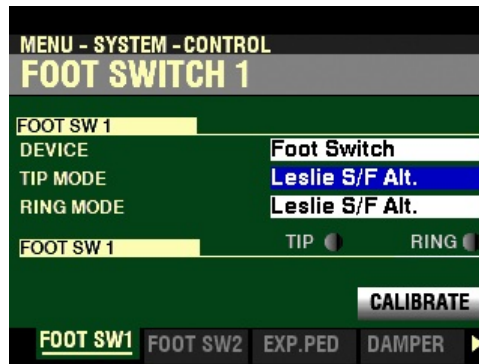 MENU - SYSTEM - CONTROL
FOOT SWITCH 1
FOOT SW 1
DEVICE Foot Switch
TIP MODE Leslie S/F Alt.
RING MODE Leslie S/F Alt.
FOOT SW 1 TIP RING
CALIBRATE
FOOT SW1 FOOT SW2 EXP.PED DAMPER